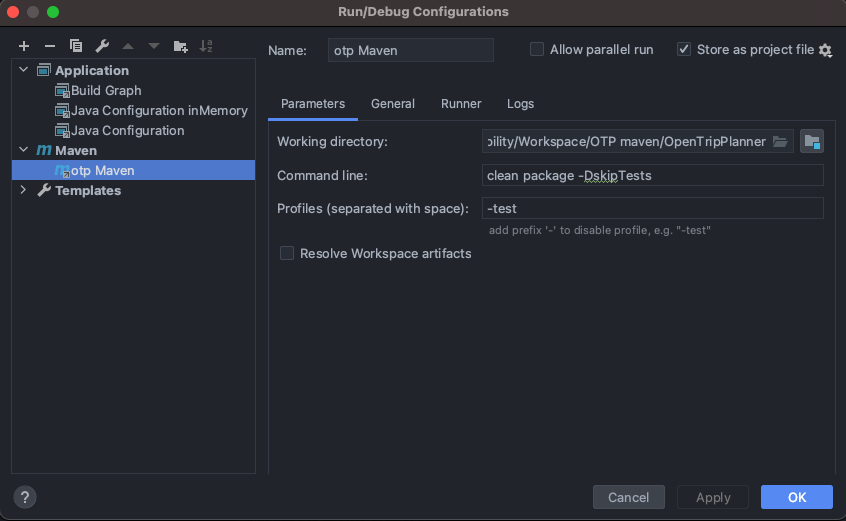 Run/Debug Configurations
Name: otp Maven Allow parallel run Store as project file
Application
Build Graph
Java Configuration inMemory
Java Configuration
Maven
otp Maven
Templates
Parameters General Runner Logs
Working directory: bility/Workspace/OTP maven/OpenTripPlanner
Command line: clean package -DskipTests
Profiles (separated with space): -test
add prefix '-' to disable profile, e.g. "-test"
Resolve Workspace artifacts
? Cancel Apply OK